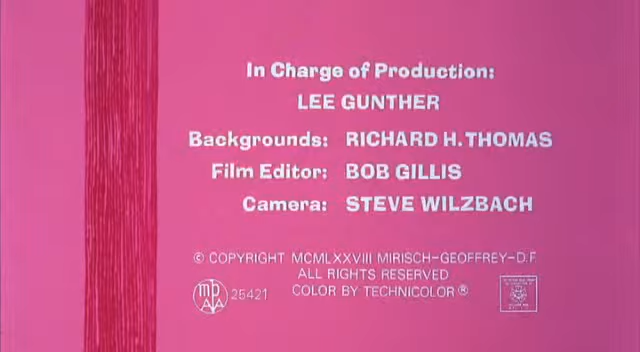 In Charge of Production:
LEE GUNTHER
Backgrounds: RICHARD H. THOMAS
Film Editor: BOB GILLIS
Camera: STEVE WILZBACH
© COPYRIGHT MCMLXXVIII MIRISCH-GEOFFREY-D.F.
ALL RIGHTS RESERVED
mpAA 25421 COLOR BY TECHNICOLOR®